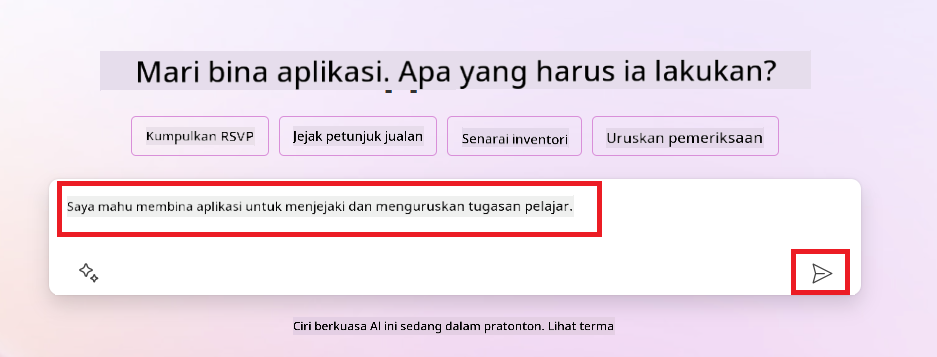 Mari bina aplikasi. Apa yang harus ia lakukan?
Kumpulkan RSVP
Jejak petunjuk jualan
Senarai inventori
Uruskan pemeriksaan
Saya mahu membina aplikasi untuk menjejaki dan menguruskan tugasan pelajar.
Ciri berkuasa AI ini sedang dalam pratonton. Lihat terma